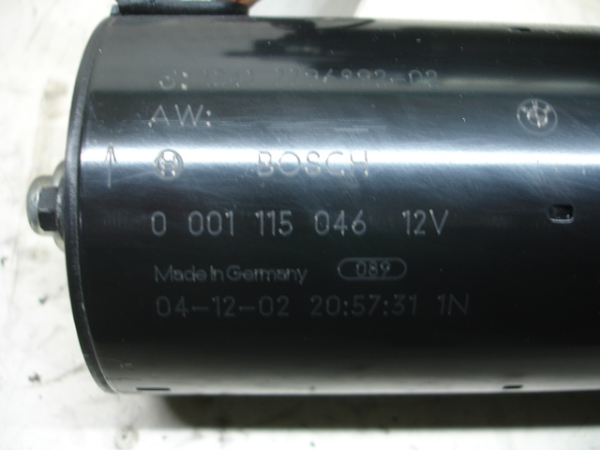 AW:
BOSCH
0 001 115 046 12V
Made in Germany 089
04-12-02 20:57:31 1N